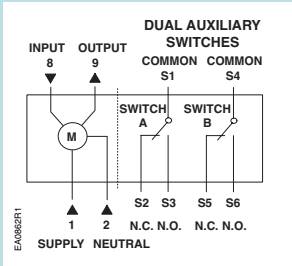 DUAL AUXILIARY
SWITCHES
INPUT OUTPUT COMMON COMMON
8 9 S1 S4
SWITCH SWITCH
A B
M
S2 S3 S5 S6
1 2 N.C. N.O. N.C. N.O.
SUPPLY NEUTRAL
EA0862R1